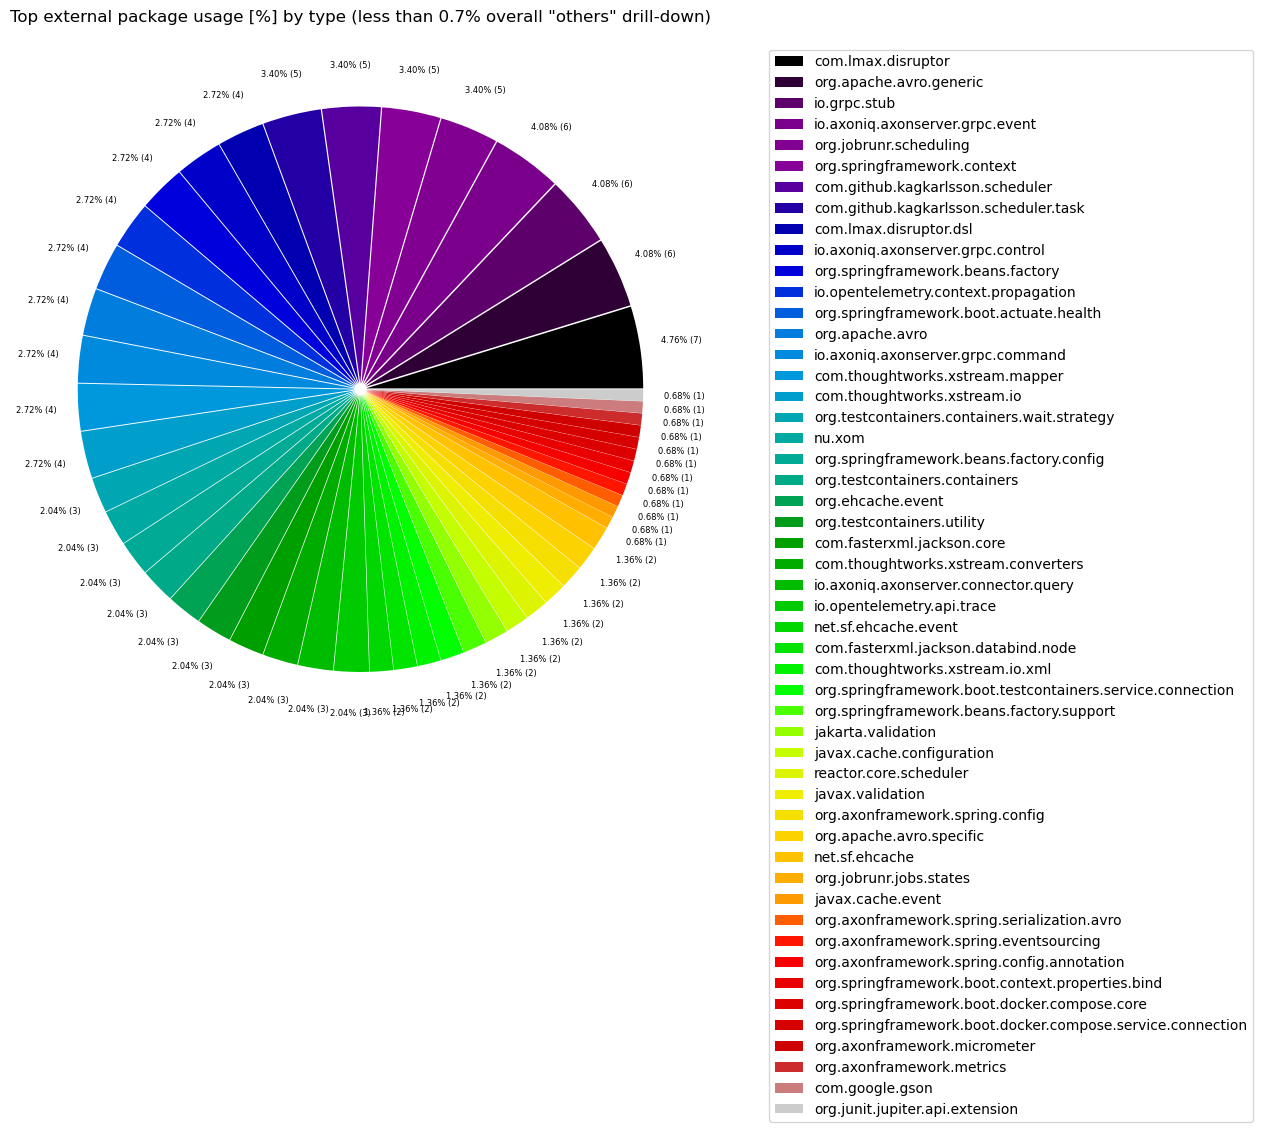 Top external package usage [%] by type (less than 0.7% overall "others" drill-down)
4.76% (7)
4.08% (6)
4.08% (6)
4.08% (6)
3.40% (5)
3.40% (5)
3.40% (5)
3.40% (5)
2.72% (4)
2.72% (4)
2.72% (4)
2.72% (4)
2.72% (4)
2.72% (4)
2.72% (4)
2.72% (4)
2.72% (4)
2.04% (3)
2.04% (3)
2.04% (3)
2.04% (3)
2.04% (3)
2.04% (3)
2.04% (3)
2.04% (3)
2.04% (3)
2.04% (3)
1.36% (2)
1.36% (2)
1.36% (2)
1.36% (2)
1.36% (2)
1.36% (2)
1.36% (2)
1.36% (2)
1.36% (2)
1.36% (2)
1.36% (2)
1.36% (2)
0.68% (1)
0.68% (1)
0.68% (1)
0.68% (1)
0.68% (1)
0.68% (1)
0.68% (1)
0.68% (1)
0.68% (1)
0.68% (1)
0.68% (1)
0.68% (1)
com.lmax.disruptor
org.apache.avro.generic
io.grpc.stub
io.axoniq.axonserver.grpc.event
org.jobrunr.scheduling
org.springframework.context
com.github.kagkarlsson.scheduler
com.github.kagkarlsson.scheduler.task
com.lmax.disruptor.dsl
io.axoniq.axonserver.grpc.control
org.springframework.beans.factory
io.opentelemetry.context.propagation
org.springframework.boot.actuate.health
org.apache.avro
io.axoniq.axonserver.grpc.command
com.thoughtworks.xstream.mapper
com.thoughtworks.xstream.io
org.testcontainers.containers.wait.strategy
nu.xom
org.springframework.beans.factory.config
org.testcontainers.containers
org.ehcache.event
org.testcontainers.utility
com.fasterxml.jackson.core
com.thoughtworks.xstream.converters
io.axoniq.axonserver.connector.query
io.opentelemetry.api.trace
net.sf.ehcache.event
com.fasterxml.jackson.databind.node
com.thoughtworks.xstream.io.xml
org.springframework.boot.testcontainers.service.connection
org.springframework.beans.factory.support
jakarta.validation
javax.cache.configuration
reactor.core.scheduler
javax.validation
org.axonframework.spring.config
org.apache.avro.specific
net.sf.ehcache
org.jobrunr.jobs.states
javax.cache.event
org.axonframework.spring.serialization.avro
org.axonframework.spring.eventsourcing
org.axonframework.spring.config.annotation
org.springframework.boot.context.properties.bind
org.springframework.boot.docker.compose.core
org.springframework.boot.docker.compose.service.connection
org.axonframework.micrometer
org.axonframework.metrics
com.google.gson
org.junit.jupiter.api.extension